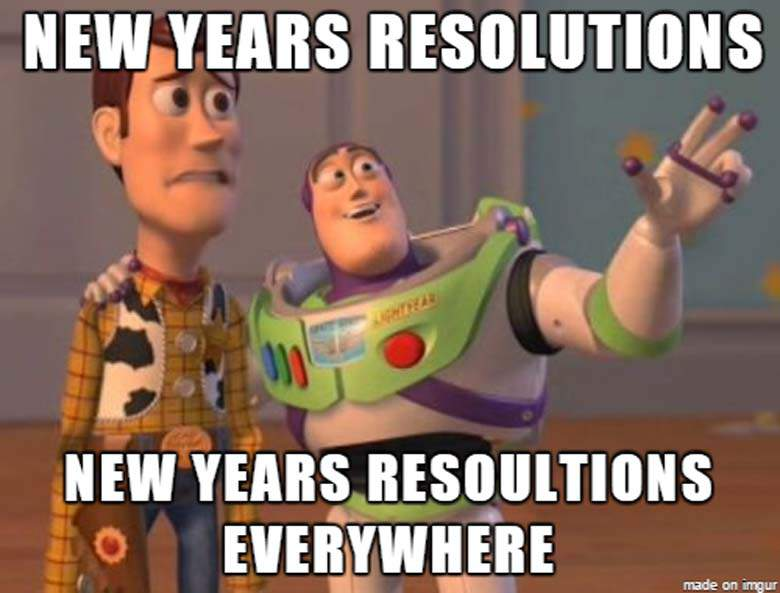 NEW YEARS RESOLUTIONS
LIGHTYEAR
NEW YEARS RESOULTIONS
EVERYWHERE
made on imgur